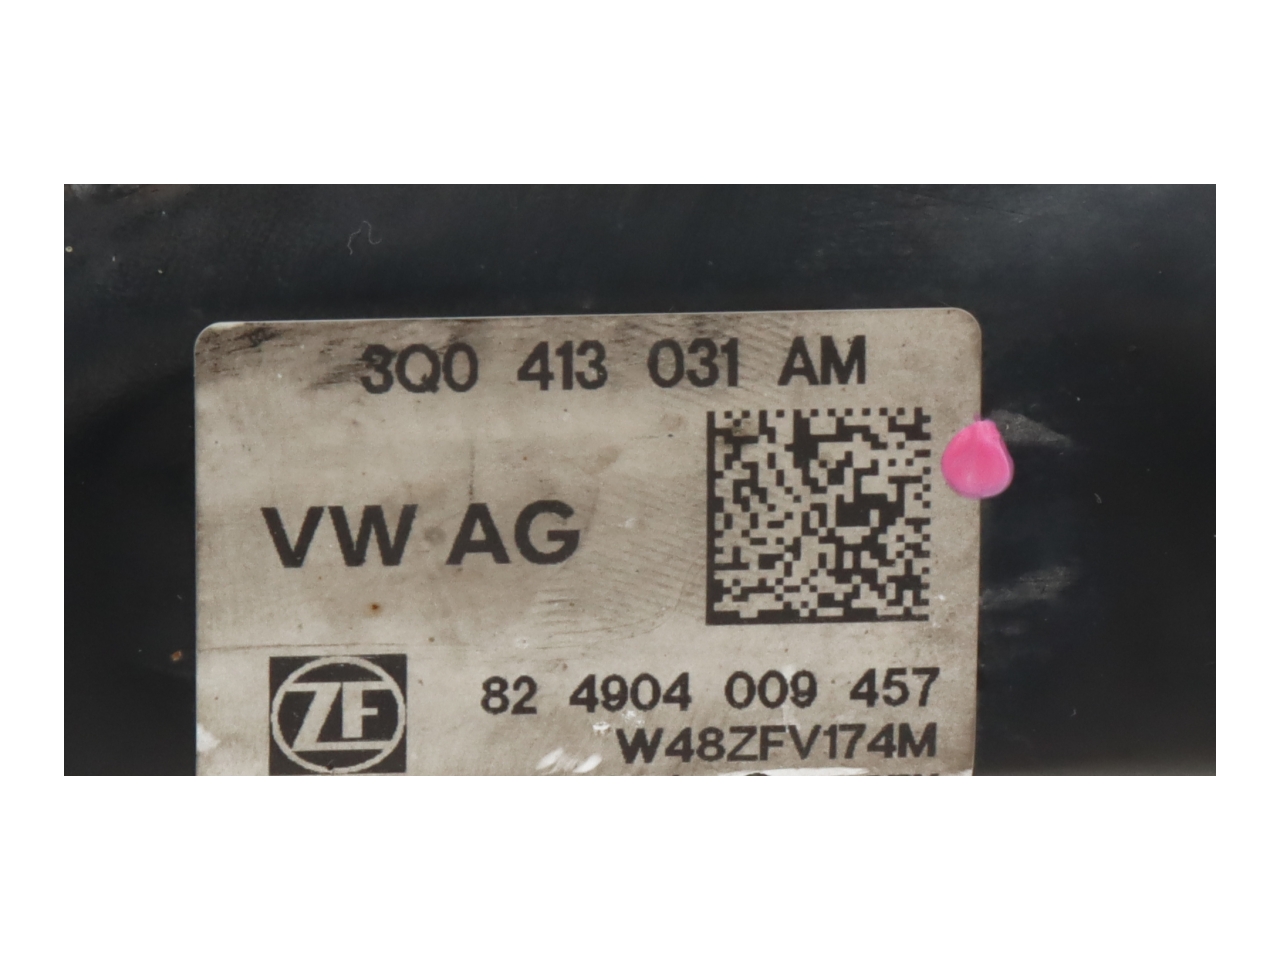 3Q0 413 031 AM
VW AG
ZF
82 4904 009 457
W48ZFV174M